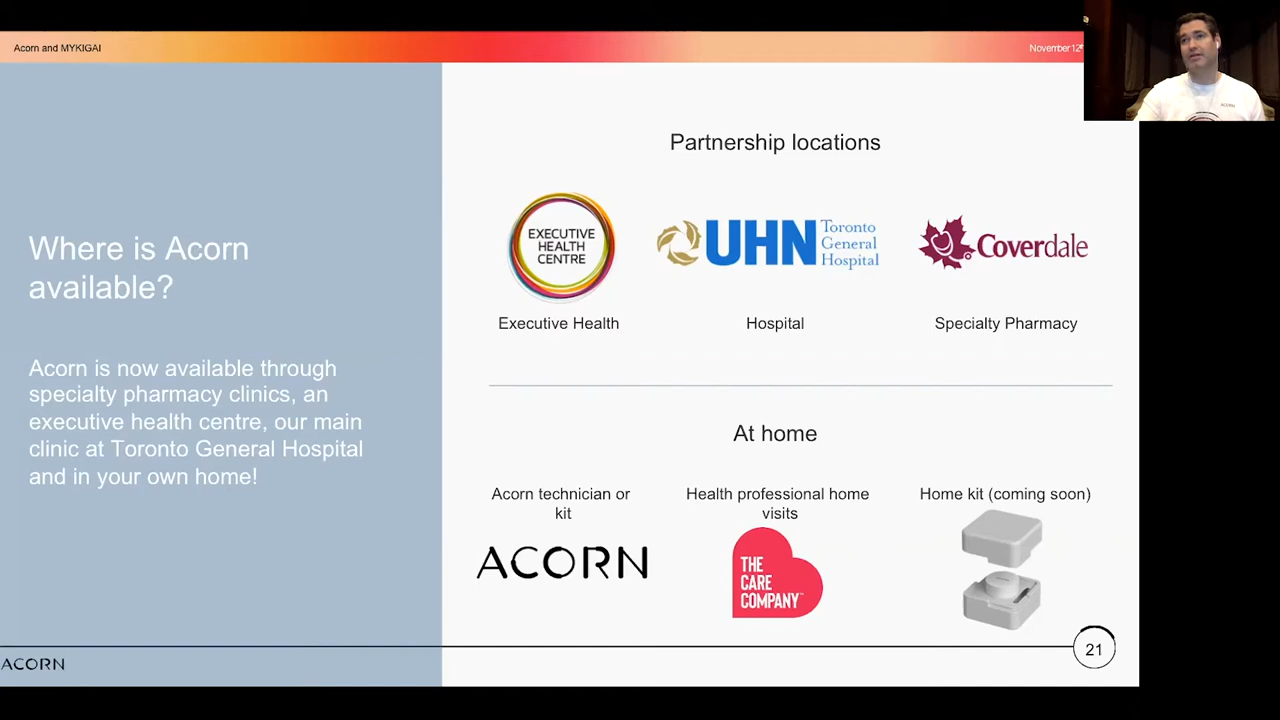 Acorn and MYKIGAI
November 12
ACORN
Where is Acorn
available?
Acorn is now available through
specialty pharmacy clinics, an
executive health centre, our main
clinic at Toronto General Hospital
and in your own home!
Partnership locations
EXECUTIVE
HEALTH
CENTRE
UHN
Toronto
General
Hospital
Coverdale
Executive Health
Hospital
Specialty Pharmacy
At home
Acorn technician or
kit
Health professional home
visits
Home kit (coming soon)
ACORN
THE
CARE
COMPANY™
21
ACORN